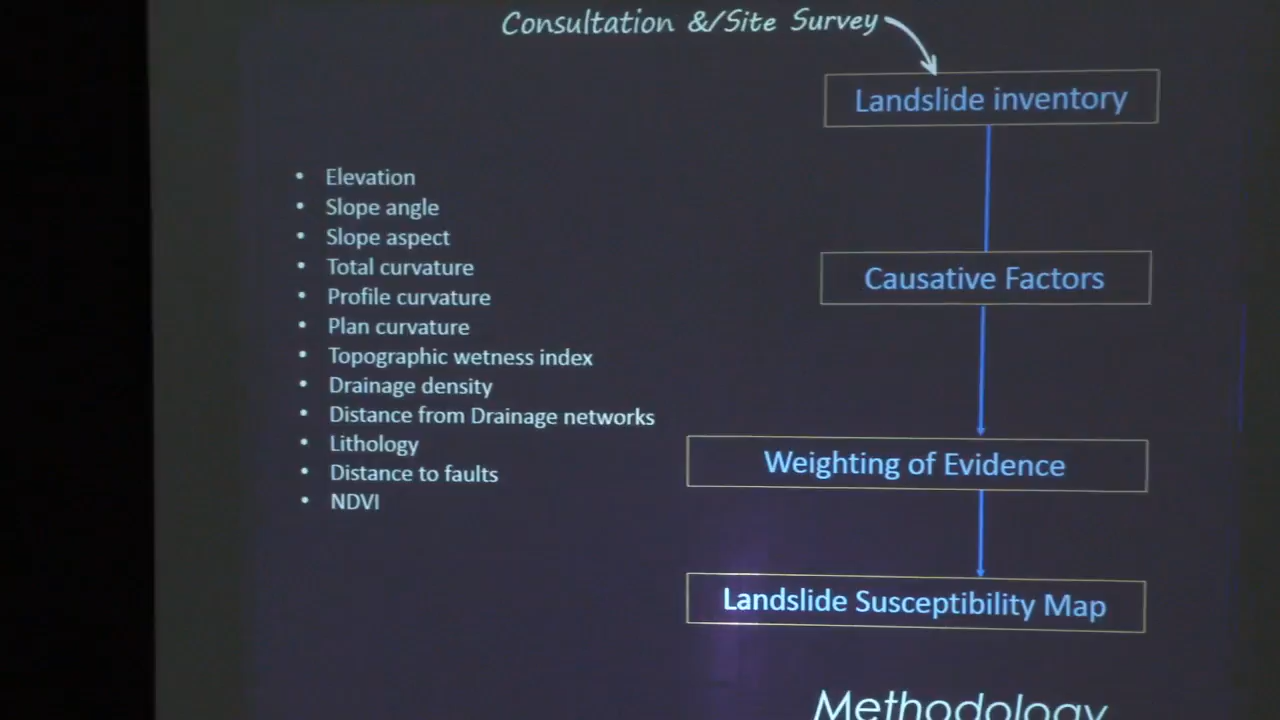 Consultation &/Site Survey
Landslide inventory
• Elevation
• Slope angle
• Slope aspect
• Total curvature
• Profile curvature
• Plan curvature
• Topographic wetness index
• Drainage density
• Distance from Drainage networks
• Lithology
• Distance to faults
• NDVI
Causative Factors
Weighting of Evidence
Landslide Susceptibility Map
Methodology